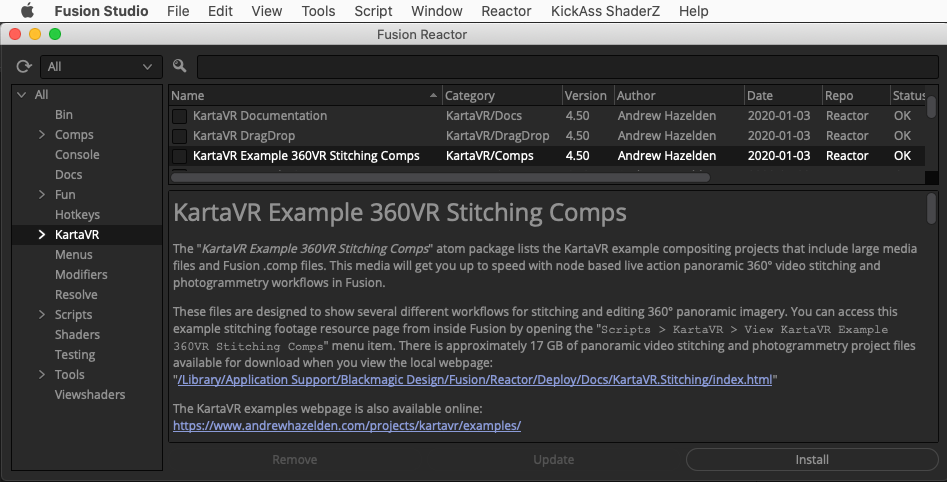 Fusion Studio File Edit View Tools Script Window Reactor KickAss ShaderZ Help
Fusion Reactor
All
Name Category Version Author Date Repo Status
KartaVR Documentation KartaVR/Docs 4.50 Andrew Hazelden 2020-01-03 Reactor OK
KartaVR DragDrop KartaVR/DragDrop 4.50 Andrew Hazelden 2020-01-03 Reactor OK
KartaVR Example 360VR Stitching Comps KartaVR/Comps 4.50 Andrew Hazelden 2020-01-03 Reactor OK
All
Bin
Comps
Console
Docs
Fun
Hotkeys
KartaVR
Menus
Modifiers
Resolve
Scripts
Shaders
Testing
Tools
Viewshaders
KartaVR Example 360VR Stitching Comps
The "KartaVR Example 360VR Stitching Comps" atom package lists the KartaVR example compositing projects that include large media
files and Fusion .comp files. This media will get you up to speed with node based live action panoramic 360° video stitching and
photogrammetry workflows in Fusion.
These files are designed to show several different workflows for stitching and editing 360° panoramic imagery. You can access this
example stitching footage resource page from inside Fusion by opening the "Scripts > KartaVR > View KartaVR Example
360VR Stitching Comps" menu item. There is approximately 17 GB of panoramic video stitching and photogrammetry project files
available for download when you view the local webpage:
"/Library/Application Support/Blackmagic Design/Fusion/Reactor/Deploy/Docs/KartaVR.Stitching/index.html"
The KartaVR examples webpage is also available online:
https://www.andrewhazelden.com/projects/kartavr/examples/
Remove Update Install